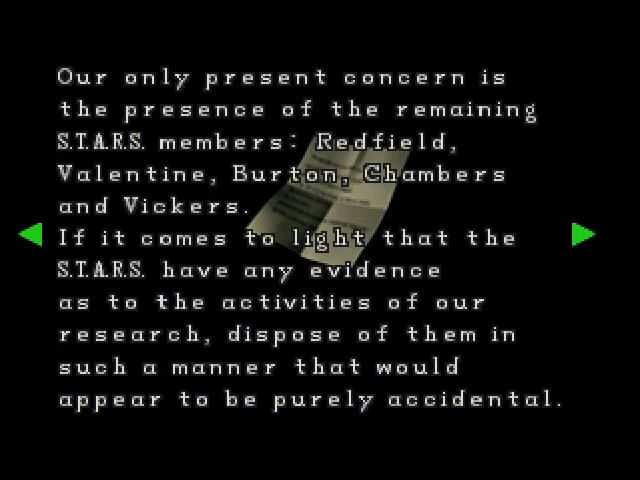 Our only present concern is
the presence of the remaining
S.T.A.R.S. members: Redfield,
Valentine, Burton, Chambers
and Vickers.
If it comes to light that the
S.T.A.R.S. have any evidence
as to the activities of our
research, dispose of them in
such a manner that would
appear to be purely accidental.